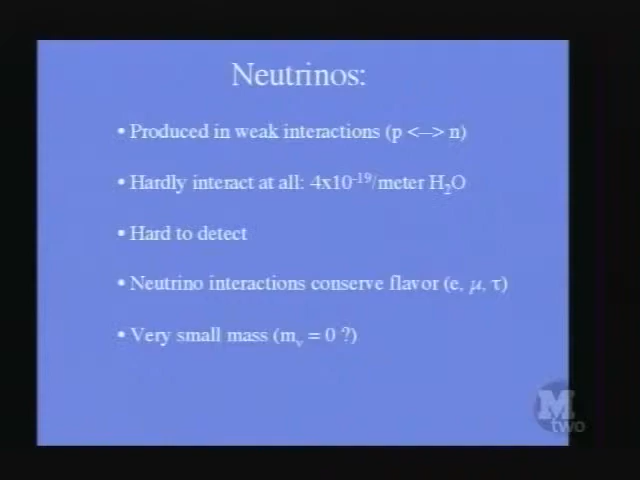 Neutrinos:
• Produced in weak interactions (p <--> n)
• Hardly interact at all: 4x10⁻¹⁹/meter H₂O
• Hard to detect
• Neutrino interactions conserve flavor (e, μ, τ)
• Very small mass (mᵥ = 0 ?)
M
two